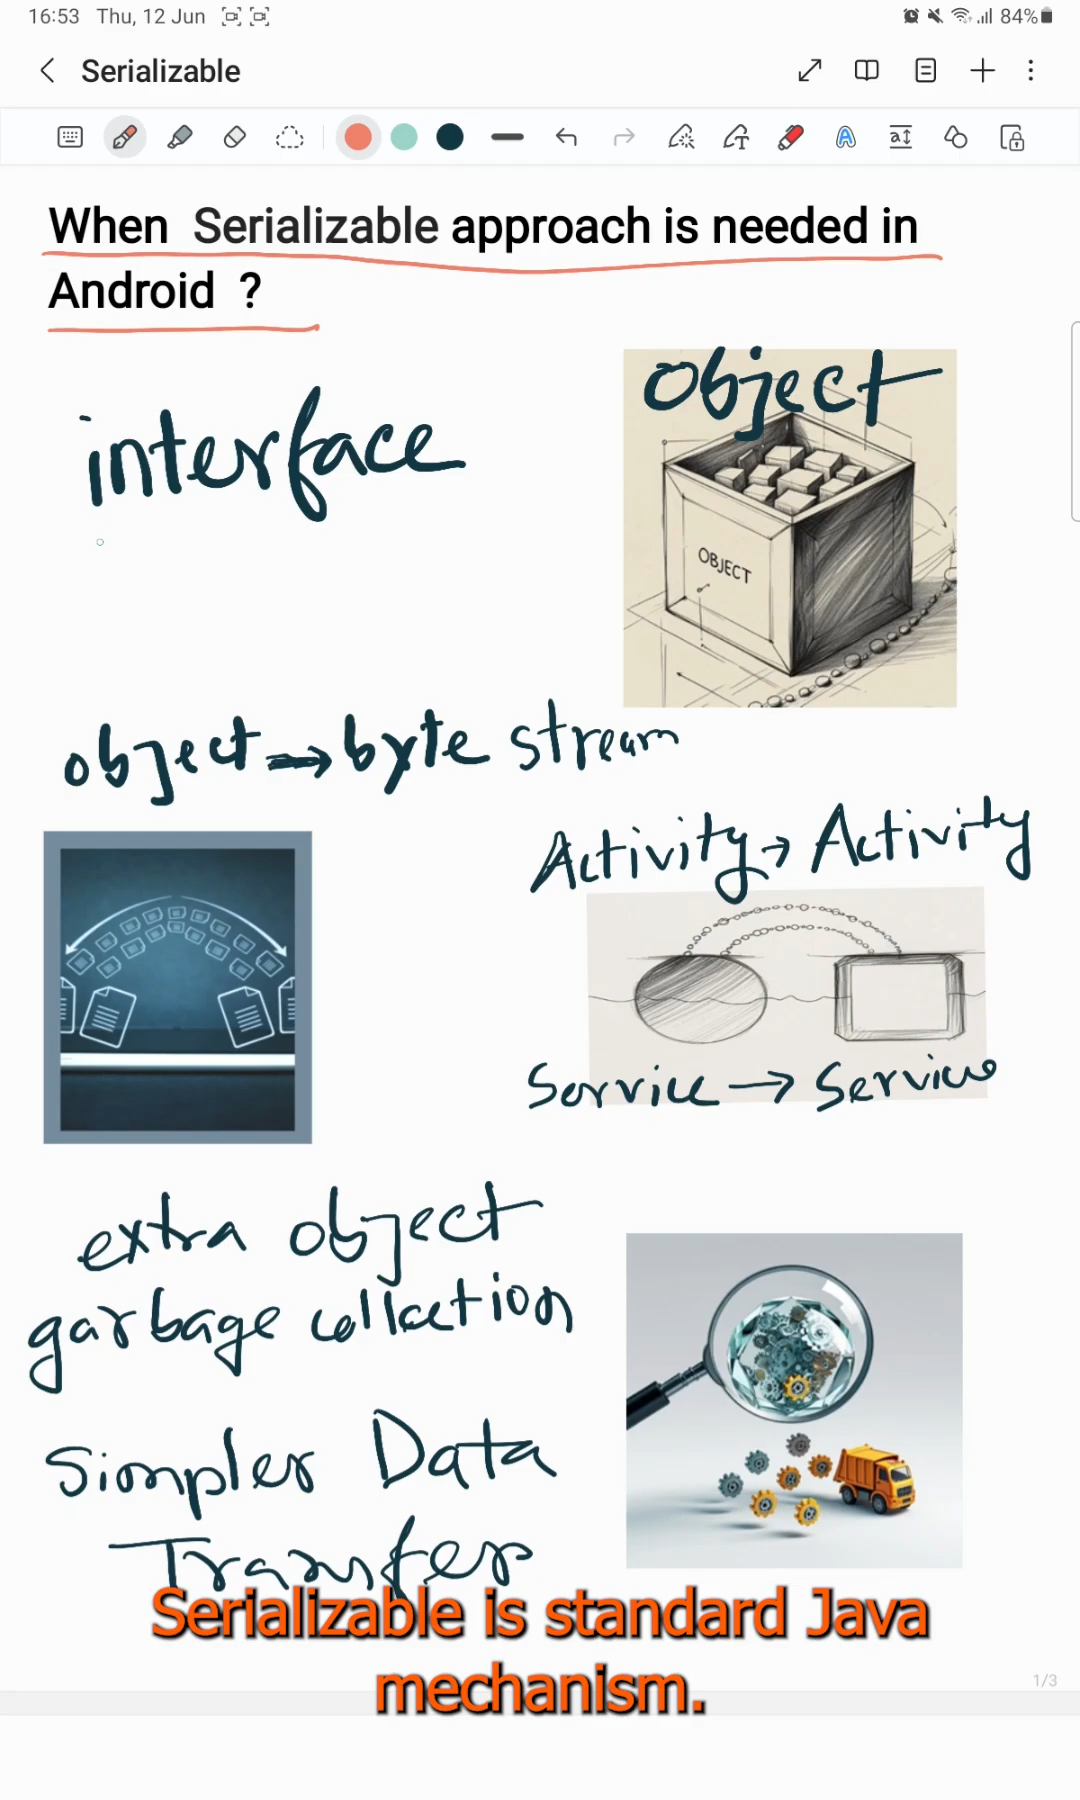 16:53 Thu, 12 Jun 84%
Serializable
When Serializable approach is needed in
Android ?
object
interface
OBJECT
object → byte stream
Activity → Activity
Service → Service
extra object
garbage collection
Simpler Data
Transfer
Serializable is standard Java
mechanism.
1/3